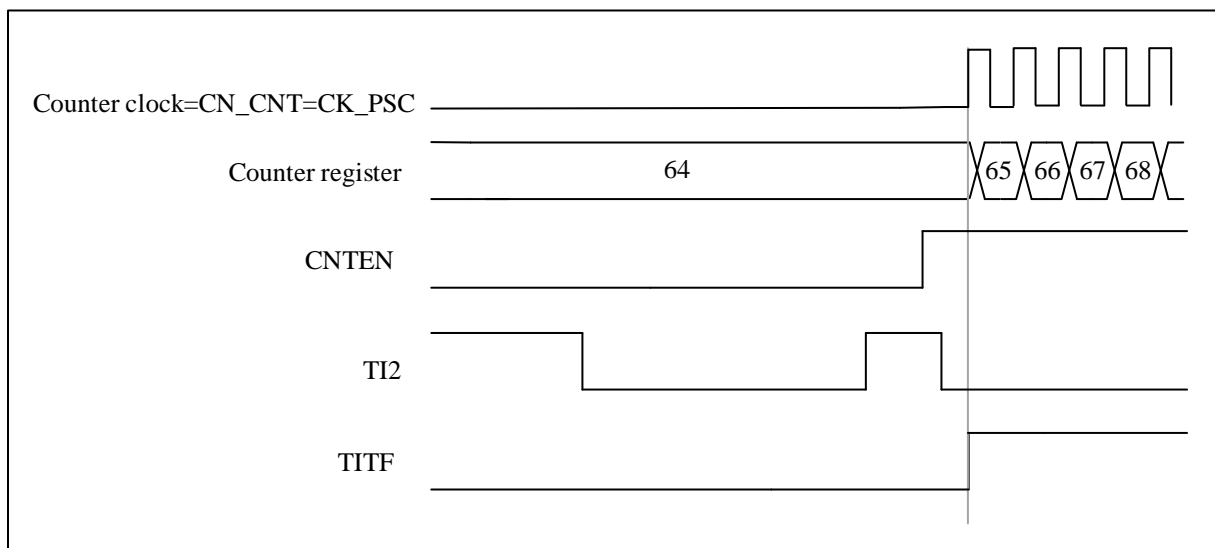 Counter clock=CN_CNT=CK_PSC
Counter register
64
65
66
67
68
CNTEN
TI2
TITF